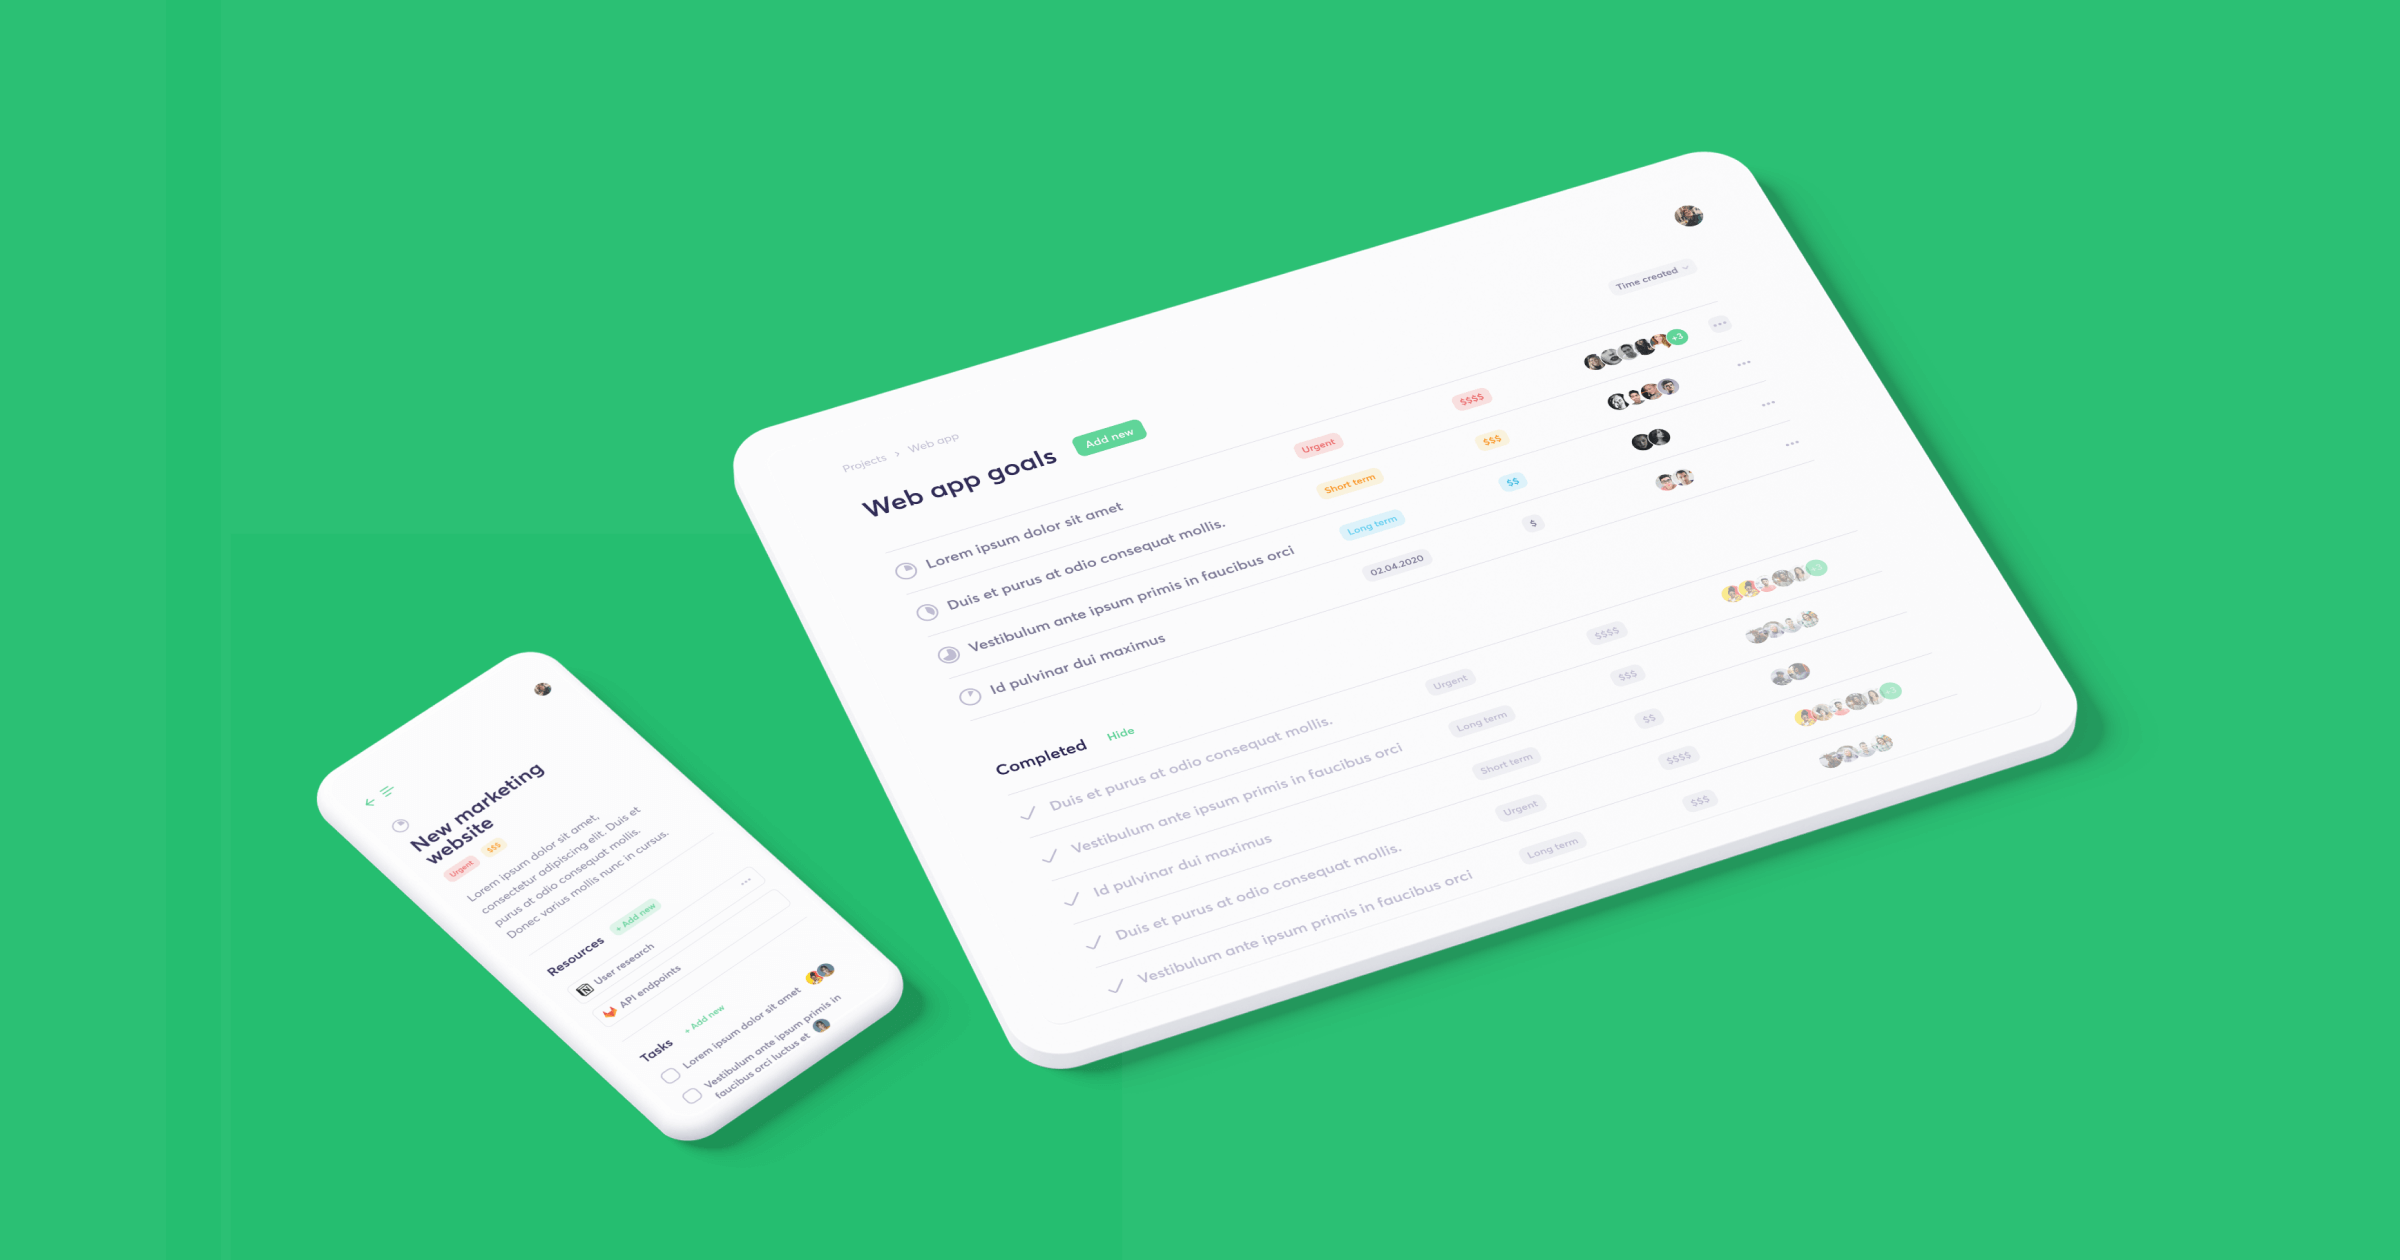 Projects › Web app
Web app goals
Add new
Time created
Lorem ipsum dolor sit amet
Urgent
$$$$
+3
Duis et purus at odio consequat mollis.
Short term
$$$
Vestibulum ante ipsum primis in faucibus orci
Long term
$$
Id pulvinar dui maximus
02.04.2020
$
Completed
Hide
Duis et purus at odio consequat mollis.
Urgent
$$$$
Vestibulum ante ipsum primis in faucibus orci
Long term
$$$
Id pulvinar dui maximus
Short term
$$
Duis et purus at odio consequat mollis.
Urgent
$$$$
Vestibulum ante ipsum primis in faucibus orci
Long term
$$$
New marketing
website
Urgent
$$$
Lorem ipsum dolor sit amet,
consectetur adipiscing elit. Duis et
purus at odio consequat mollis.
Donec varius mollis nunc in cursus.
Resources
+ Add new
User research
API endpoints
Tasks
+ Add new
Lorem ipsum dolor sit amet
Vestibulum ante ipsum primis in
faucibus orci luctus et